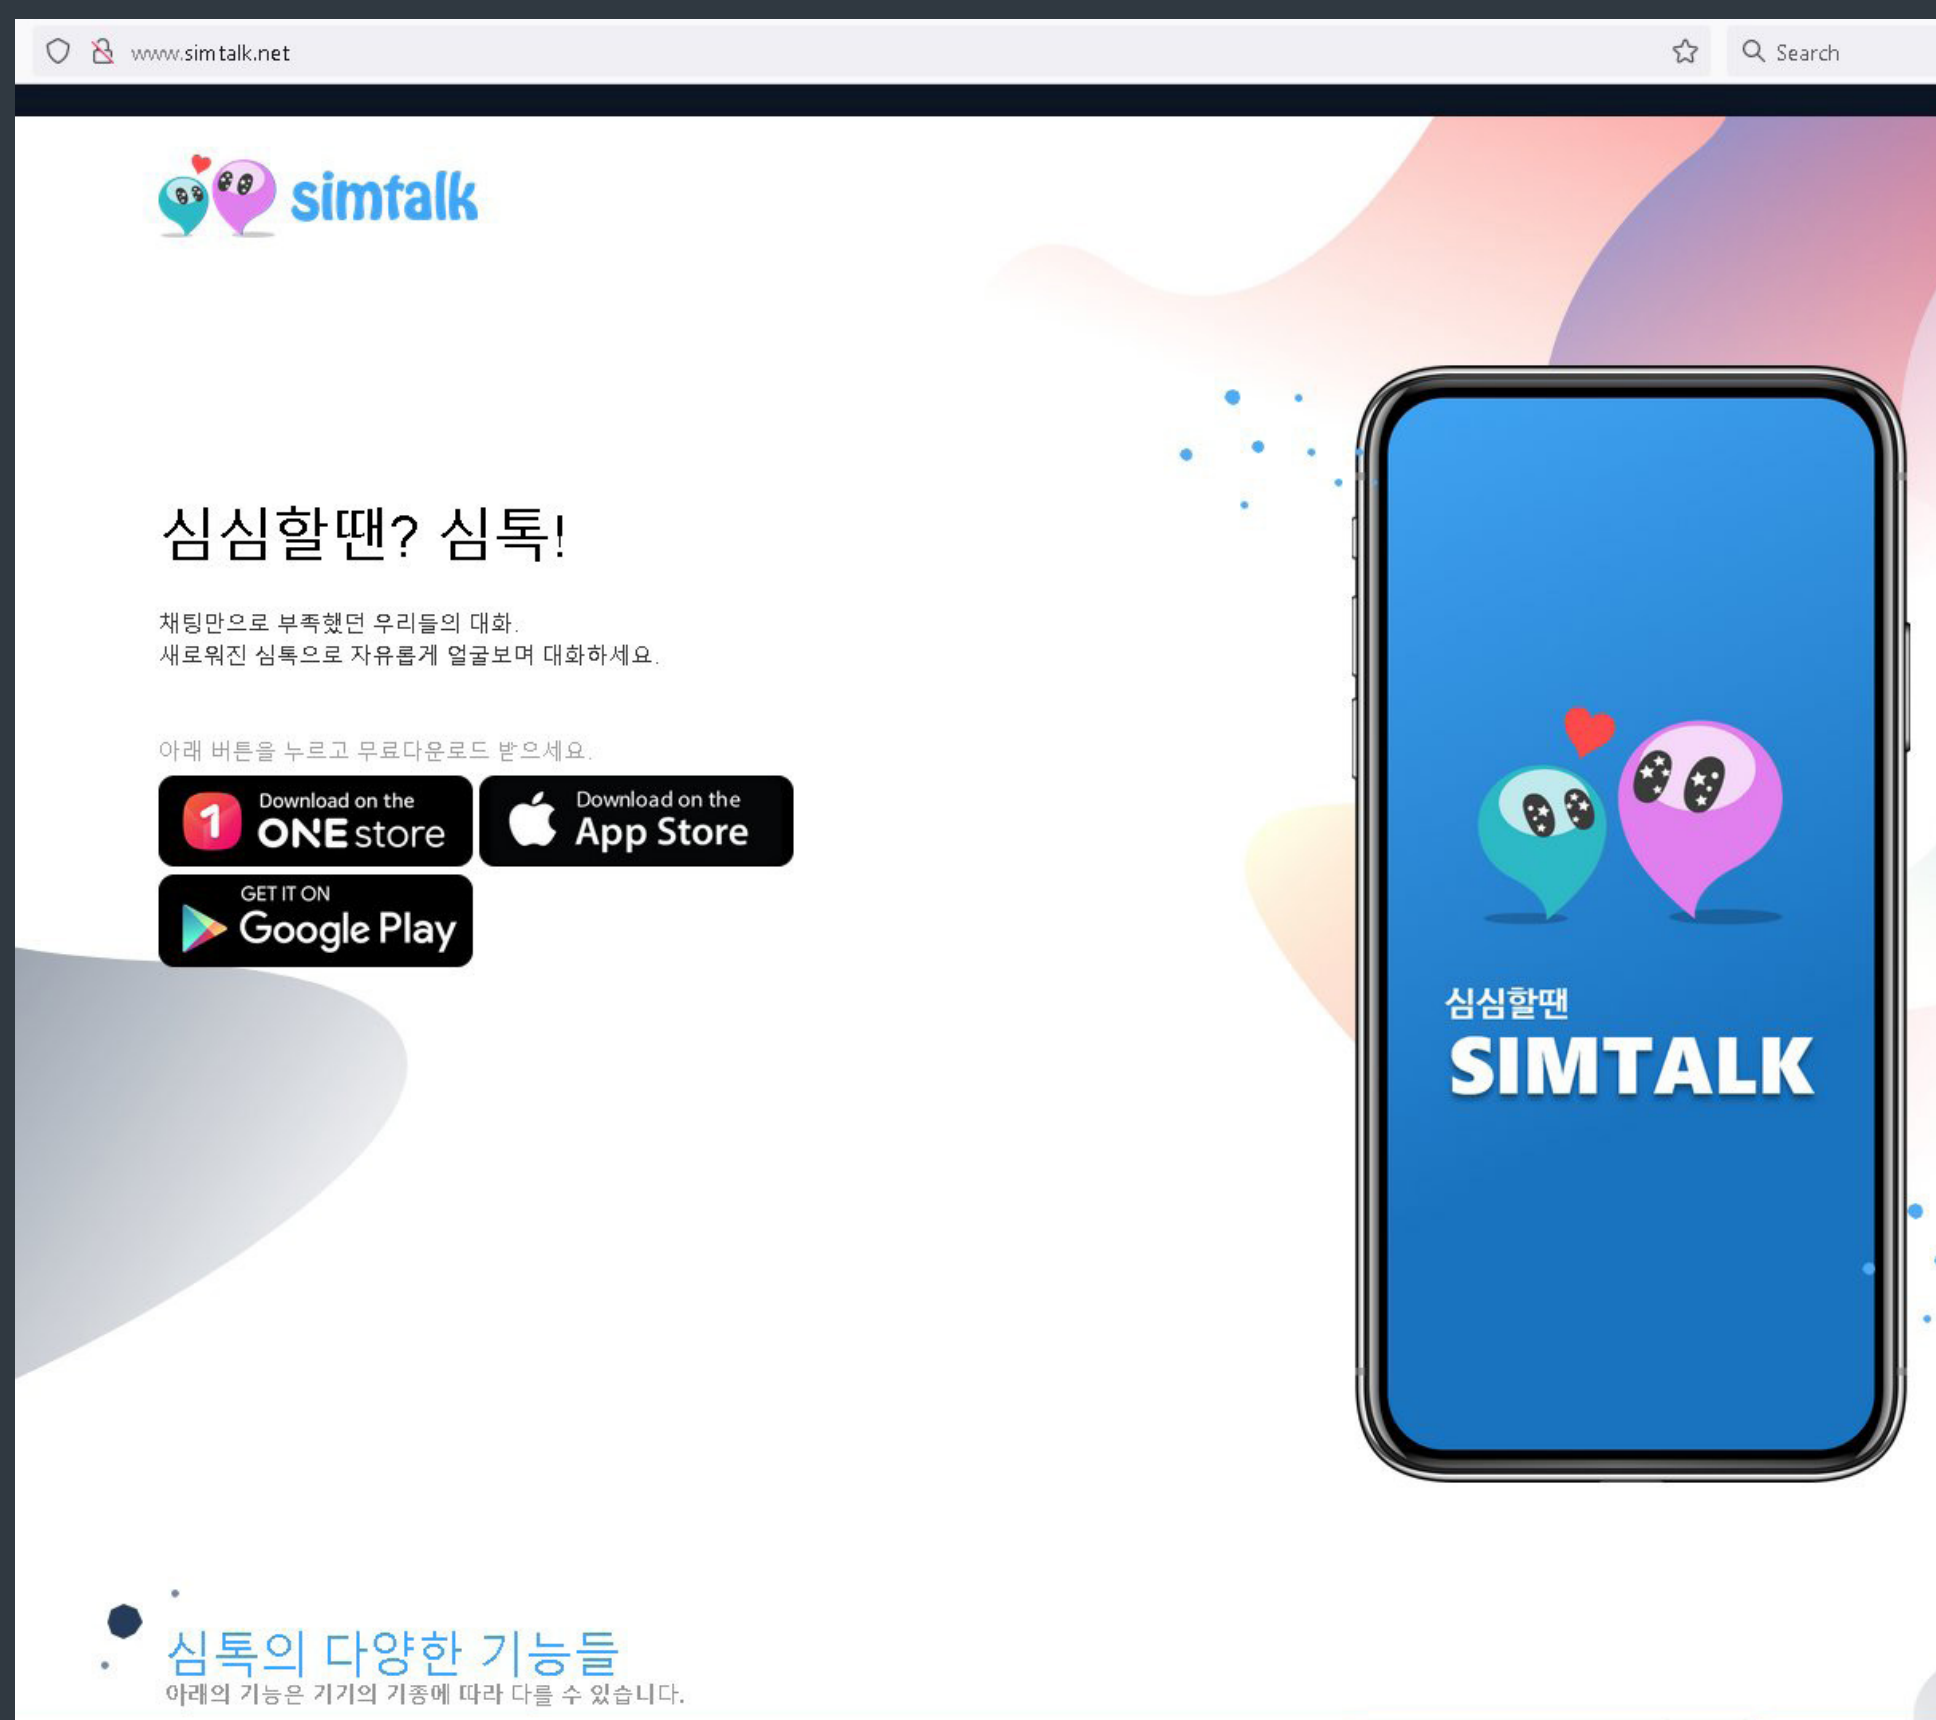 www.simtalk.net
Search
simtalk
심심할땐? 심톡!
채팅만으로 부족했던 우리들의 대화.
새로워진 심톡으로 자유롭게 얼굴보며 대화하세요.
아래 버튼을 누르고 무료다운로드 받으세요.
1
Download on the
ONE store
Download on the
App Store
GET IT ON
Google Play
심심할땐
SIMTALK
심톡의 다양한 기능들
아래의 기능은 기기의 기종에 따라 다를 수 있습니다.